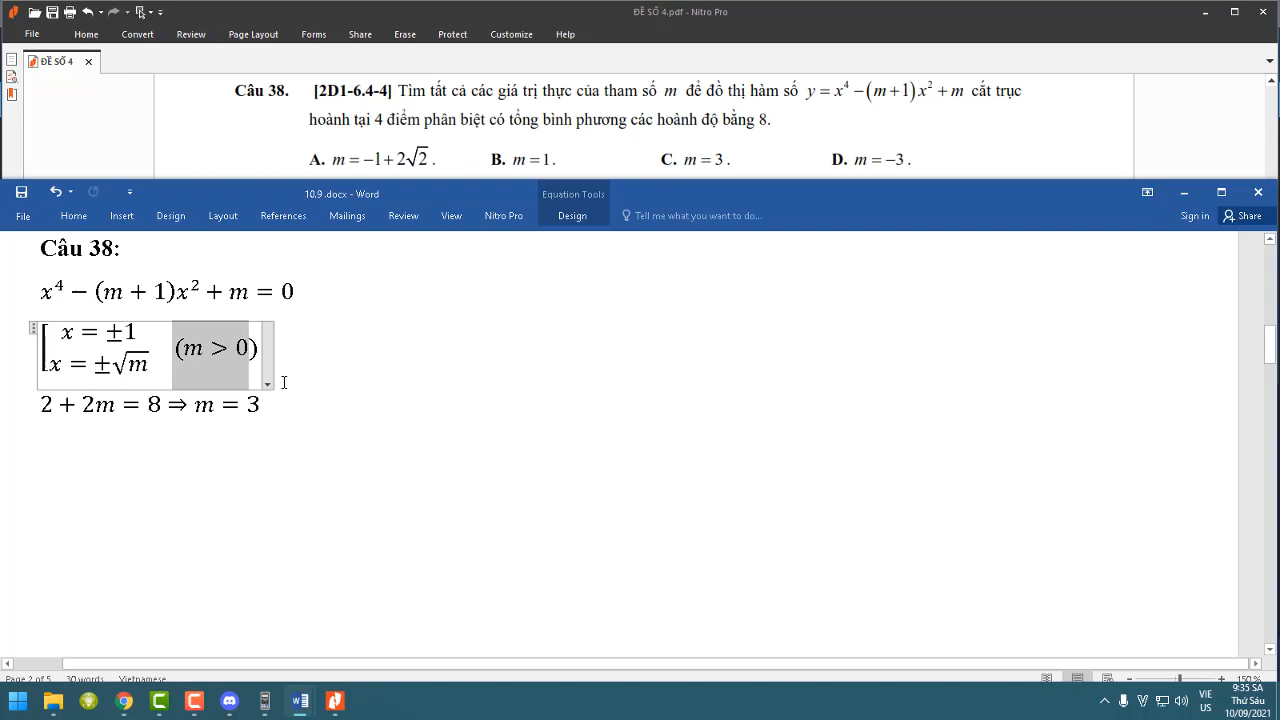 ĐỀ SỐ 4.pdf - Nitro Pro
File Home Convert Review View Page Layout Forms Share Erase Protect Customize Help
ĐỀ SỐ 4
Câu 38. [2D1-6.4-4] Tìm tất cả các giá trị thực của tham số m để đồ thị hàm số y = x⁴ − (m+1)x² + m cắt trục
hoành tại 4 điểm phân biệt có tổng bình phương các hoành độ bằng 8.
A. m = −1 + 2√2. B. m = 1. C. m = 3. D. m = −3.
10.9 .docx - Word Equation Tools
File Home Insert Design Layout References Mailings Review View Nitro Pro Design Tell me what you want to do... Sign in Share
Câu 38:
x⁴ − (m + 1)x² + m = 0
[ x = ±1
x = ±√m (m > 0)
2 + 2m = 8 ⇒ m = 3
Page 2 of 5 30 words Vietnamese 150 %
VIE
US
9:35 SA
Thứ Sáu
10/09/2021